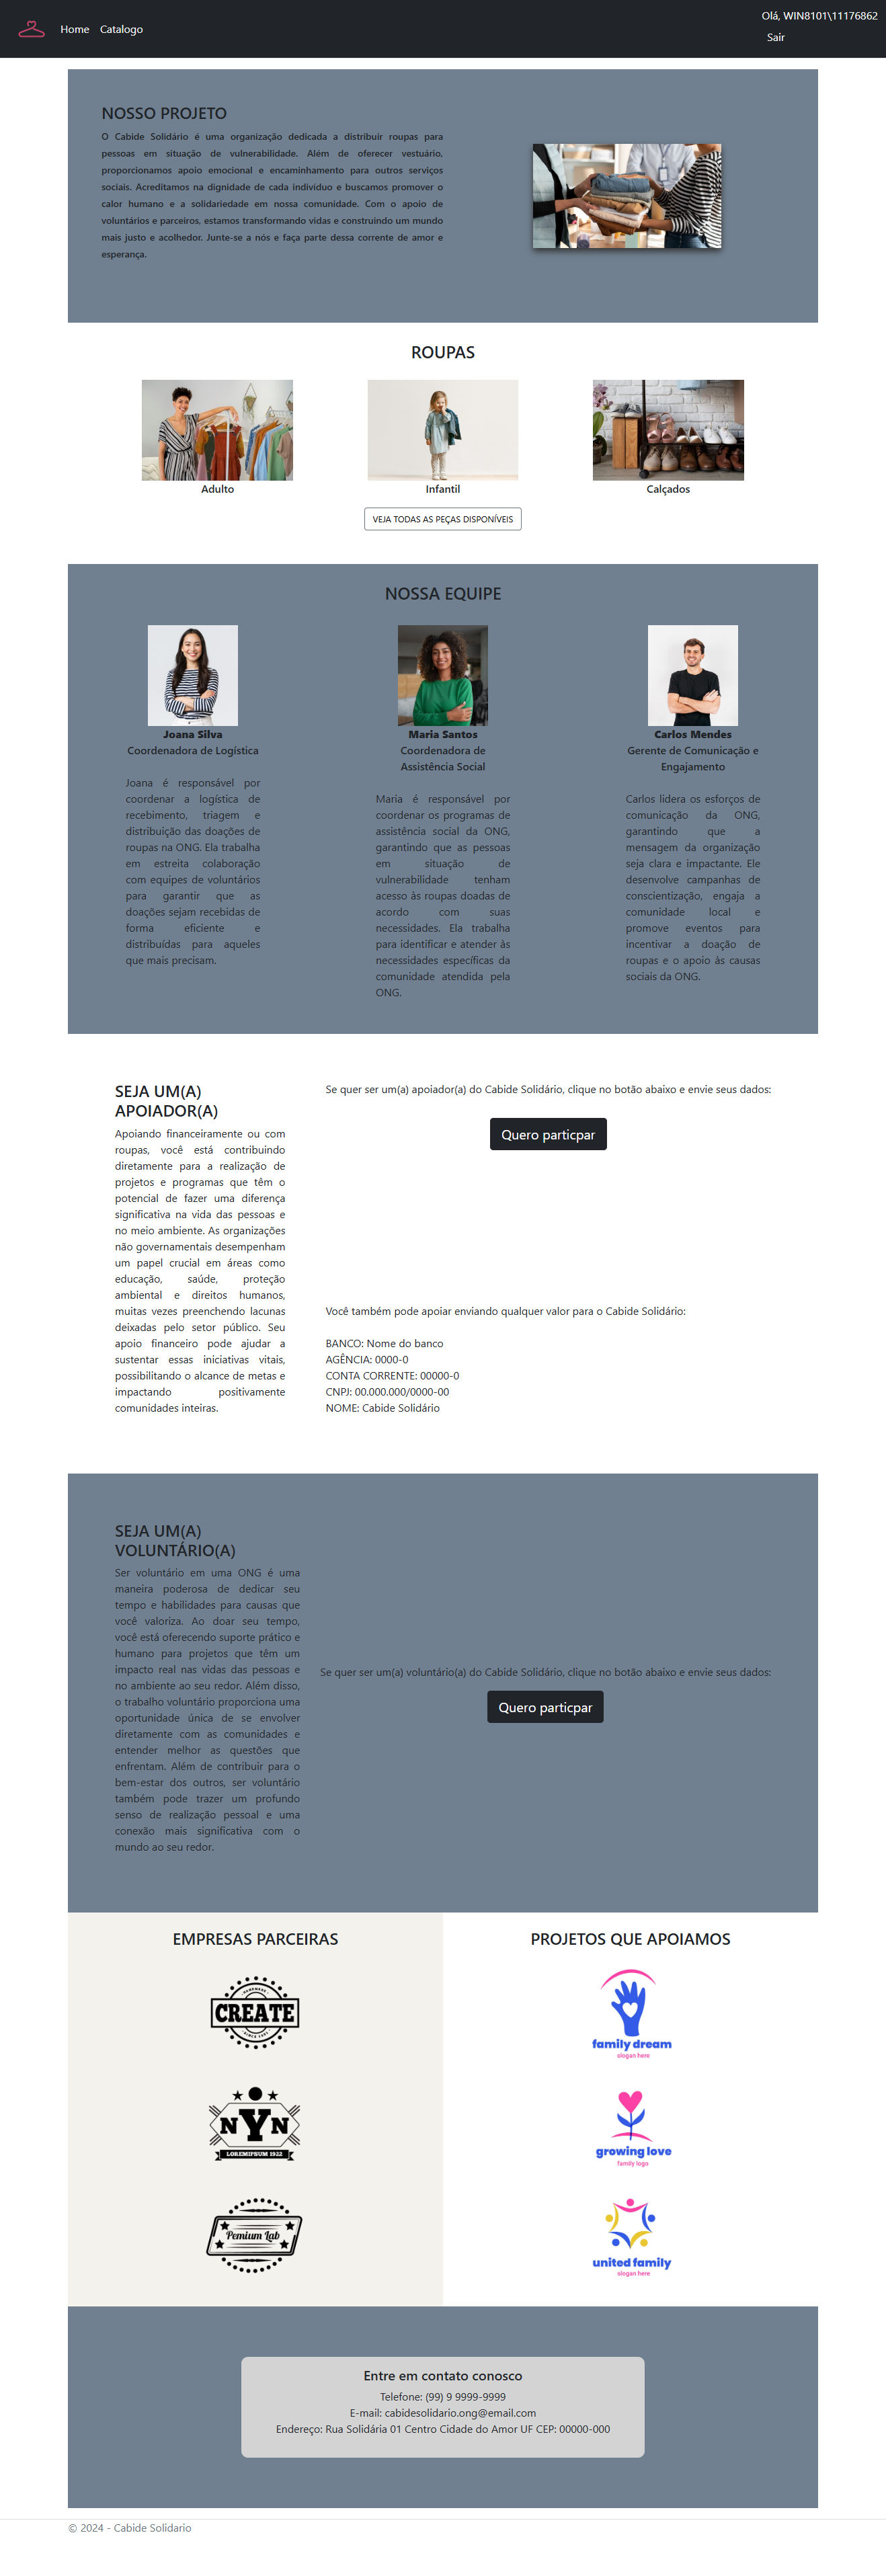 Home Catalogo
Olá, WIN8101\11176862
Sair
NOSSO PROJETO
O Cabide Solidário é uma organização dedicada a distribuir roupas para
pessoas em situação de vulnerabilidade. Além de oferecer vestuário,
proporcionamos apoio emocional e encaminhamento para outros serviços
sociais. Acreditamos na dignidade de cada indivíduo e buscamos promover o
calor humano e a solidariedade em nossa comunidade. Com o apoio de
voluntários e parceiros, estamos transformando vidas e construindo um mundo
mais justo e acolhedor. Junte-se a nós e faça parte dessa corrente de amor e
esperança.
ROUPAS
Adulto
Infantil
Calçados
VEJA TODAS AS PEÇAS DISPONÍVEIS
NOSSA EQUIPE
Joana Silva
Coordenadora de Logística
Joana é responsável por
coordenar a logística de
recebimento, triagem e
distribuição das doações de
roupas na ONG. Ela trabalha
em estreita colaboração
com equipes de voluntários
para garantir que as
doações sejam recebidas de
forma eficiente e
distribuídas para aqueles
que mais precisam.
Maria Santos
Coordenadora de
Assistência Social
Maria é responsável por
coordenar os programas de
assistência social da ONG,
garantindo que as pessoas
em situação de
vulnerabilidade tenham
acesso às roupas doadas de
acordo com suas
necessidades. Ela trabalha
para identificar e atender às
necessidades específicas da
comunidade atendida pela
ONG.
Carlos Mendes
Gerente de Comunicação e
Engajamento
Carlos lidera os esforços de
comunicação da ONG,
garantindo que a
mensagem da organização
seja clara e impactante. Ele
desenvolve campanhas de
conscientização, engaja a
comunidade local e
promove eventos para
incentivar a doação de
roupas e o apoio às causas
sociais da ONG.
SEJA UM(A)
APOIADOR(A)
Apoiando financeiramente ou com
roupas, você está contribuindo
diretamente para a realização de
projetos e programas que têm o
potencial de fazer uma diferença
significativa na vida das pessoas e
no meio ambiente. As organizações
não governamentais desempenham
um papel crucial em áreas como
educação, saúde, proteção
ambiental e direitos humanos,
muitas vezes preenchendo lacunas
deixadas pelo setor público. Seu
apoio financeiro pode ajudar a
sustentar essas iniciativas vitais,
possibilitando o alcance de metas e
impactando positivamente
comunidades inteiras.
Se quer ser um(a) apoiador(a) do Cabide Solidário, clique no botão abaixo e envie seus dados:
Quero particpar
Você também pode apoiar enviando qualquer valor para o Cabide Solidário:
BANCO: Nome do banco
AGÊNCIA: 0000-0
CONTA CORRENTE: 00000-0
CNPJ: 00.000.000/0000-00
NOME: Cabide Solidário
SEJA UM(A)
VOLUNTÁRIO(A)
Ser voluntário em uma ONG é uma
maneira poderosa de dedicar seu
tempo e habilidades para causas que
você valoriza. Ao doar seu tempo,
você está oferecendo suporte prático e
humano para projetos que têm um
impacto real nas vidas das pessoas e
no ambiente ao seu redor. Além disso,
o trabalho voluntário proporciona uma
oportunidade única de se envolver
diretamente com as comunidades e
entender melhor as questões que
enfrentam. Além de contribuir para o
bem-estar dos outros, ser voluntário
também pode trazer um profundo
senso de realização pessoal e uma
conexão mais significativa com o
mundo ao seu redor.
Se quer ser um(a) voluntário(a) do Cabide Solidário, clique no botão abaixo e envie seus dados:
Quero particpar
EMPRESAS PARCEIRAS
CREATE
NYN
LOREMIPSUM 1922
Pemium Lab
PROJETOS QUE APOIAMOS
family dream
slogan here
growing love
family logo
united family
slogan here
Entre em contato conosco
Telefone: (99) 9 9999-9999
E-mail: cabidesolidario.ong@email.com
Endereço: Rua Solidária 01 Centro Cidade do Amor UF CEP: 00000-000
© 2024 - Cabide Solidario